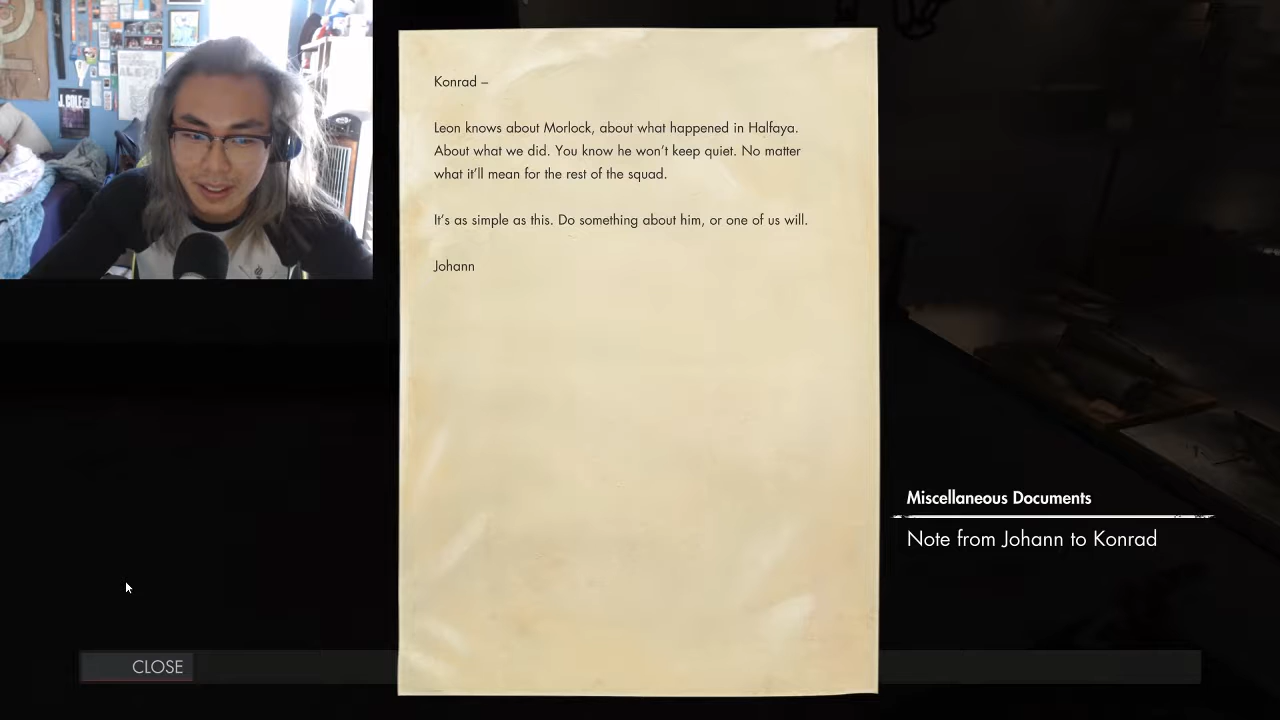 J. COLE
Konrad –
Leon knows about Morlock, about what happened in Halfaya.
About what we did. You know he won't keep quiet. No matter
what it'll mean for the rest of the squad.
It's as simple as this. Do something about him, or one of us will.
Johann
Miscellaneous Documents
Note from Johann to Konrad
CLOSE